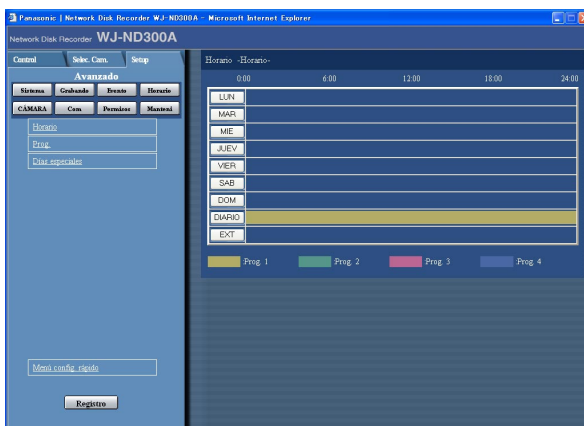 Panasonic | Network Disk Recorder WJ-ND300A - Microsoft Internet Explorer
Network Disk Recorder WJ-ND300A
Control Selec. Cam. Setup
Avanzado
Sistema Grabando Evento Horario
CÁMARA Com Permisos Manteni
Horario
Prog.
Días especiales
Menú config. rápido
Registro
Horario -Horario-
0:00 6:00 12:00 18:00 24:00
LUN
MAR
MIE
JUEV
VIER
SAB
DOM
DIARIO
EXT
Prog. 1 Prog. 2 Prog. 3 Prog. 4